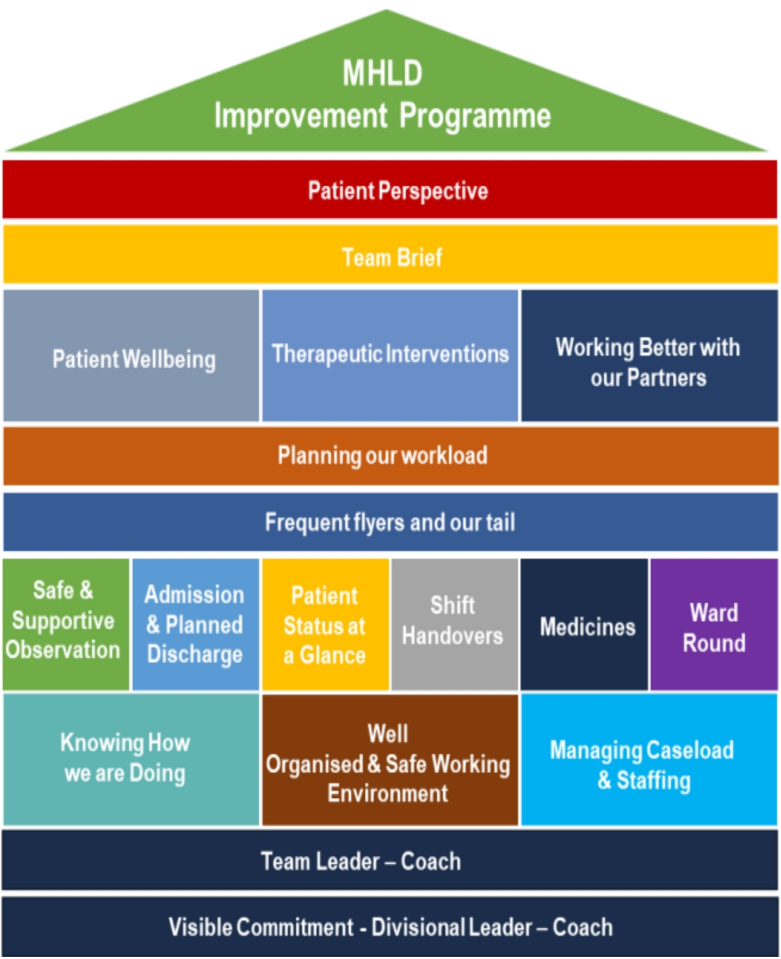 MHLD
Improvement Programme
Patient Perspective
Team Brief
Patient Wellbeing
Therapeutic Interventions
Working Better with
our Partners
Planning our workload
Frequent flyers and our tail
Safe &
Supportive
Observation
Admission
& Planned
Discharge
Patient
Status at
a Glance
Shift
Handovers
Medicines
Ward
Round
Knowing How
we are Doing
Well
Organised & Safe Working
Environment
Managing Caseload
& Staffing
Team Leader – Coach
Visible Commitment - Divisional Leader – Coach